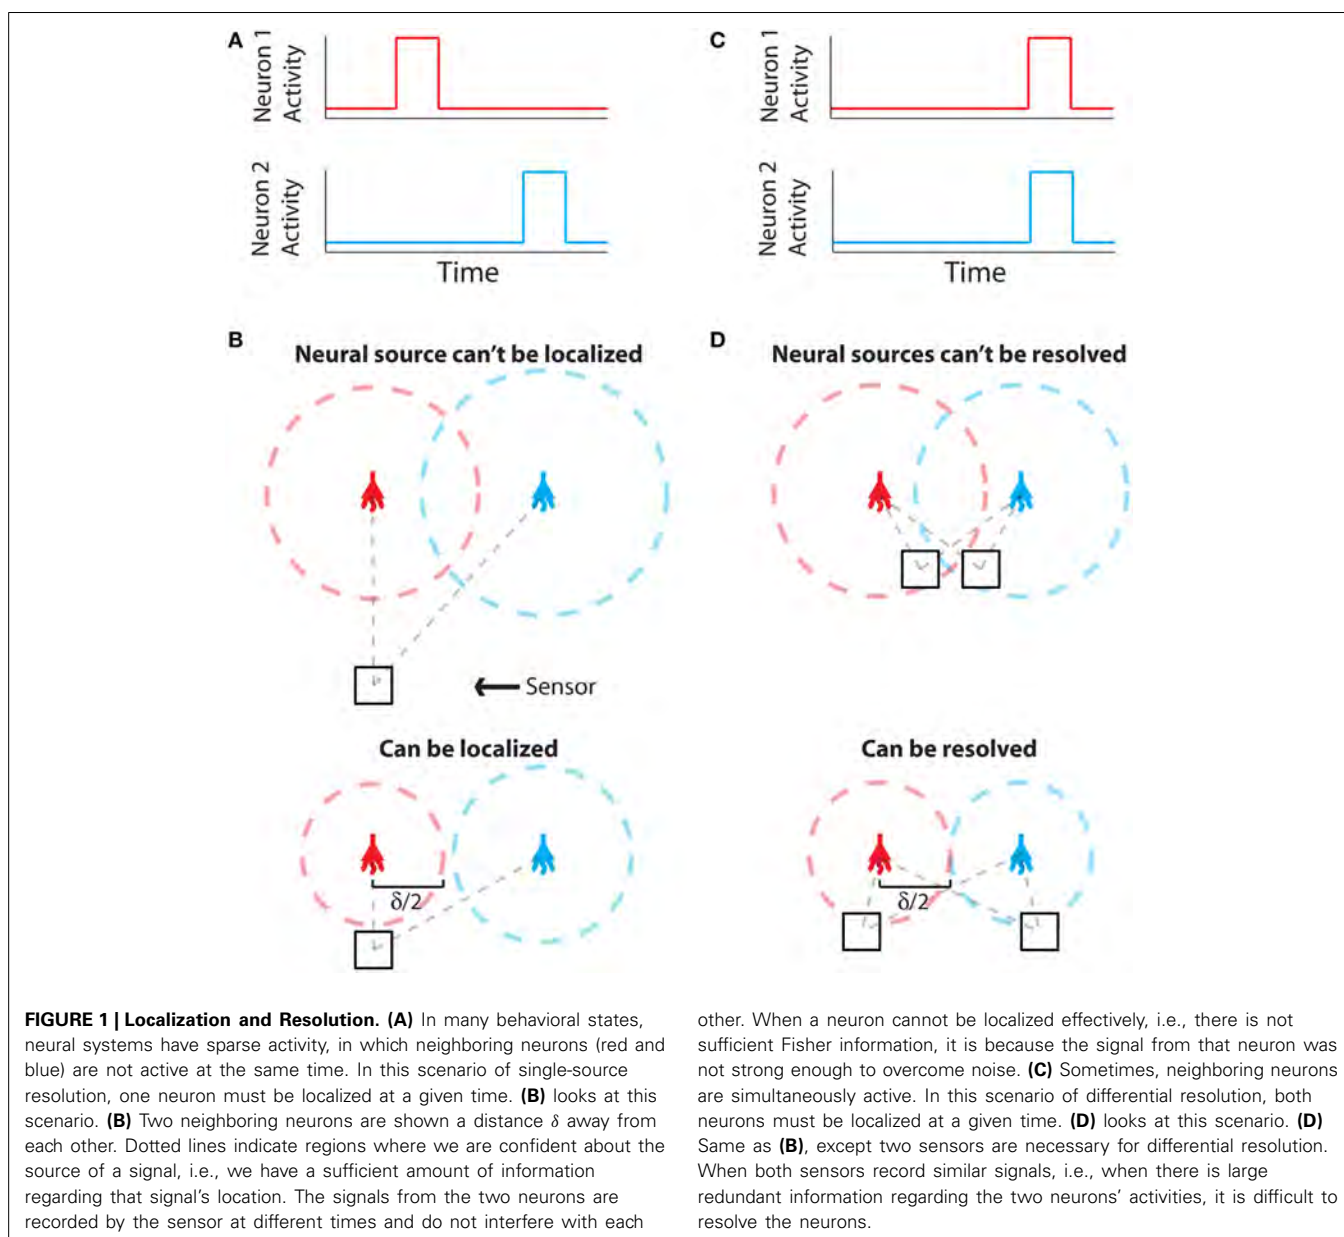 A
Neuron 1
Activity
Neuron 2
Activity
Time
C
Neuron 1
Activity
Neuron 2
Activity
Time
B
Neural source can't be localized
Sensor
Can be localized
δ/2
D
Neural sources can't be resolved
Can be resolved
δ/2
FIGURE 1 | Localization and Resolution. (A) In many behavioral states,
neural systems have sparse activity, in which neighboring neurons (red and
blue) are not active at the same time. In this scenario of single-source
resolution, one neuron must be localized at a given time. (B) looks at this
scenario. (B) Two neighboring neurons are shown a distance δ away from
each other. Dotted lines indicate regions where we are confident about the
source of a signal, i.e., we have a sufficient amount of information
regarding that signal's location. The signals from the two neurons are
recorded by the sensor at different times and do not interfere with each
other. When a neuron cannot be localized effectively, i.e., there is not
sufficient Fisher information, it is because the signal from that neuron was
not strong enough to overcome noise. (C) Sometimes, neighboring neurons
are simultaneously active. In this scenario of differential resolution, both
neurons must be localized at a given time. (D) looks at this scenario. (D)
Same as (B), except two sensors are necessary for differential resolution.
When both sensors record similar signals, i.e., when there is large
redundant information regarding the two neurons' activities, it is difficult to
resolve the neurons.